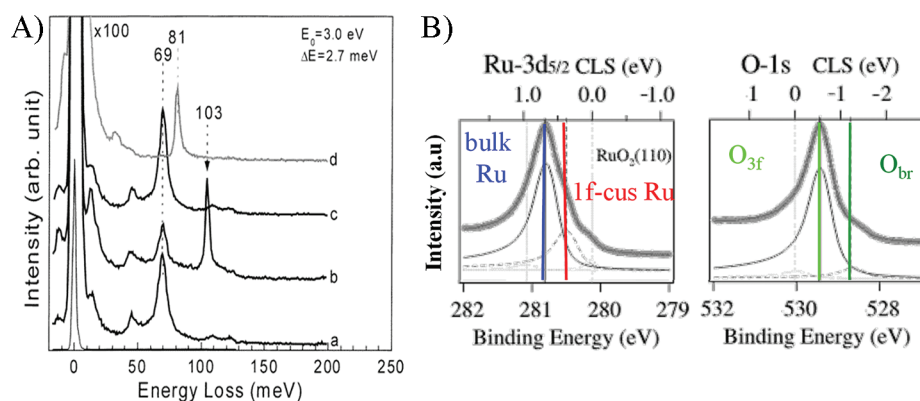 A)
x100
81
69
103
E₀=3.0 eV
ΔE=2.7 meV
d
c
b
a
Intensity (arb. unit)
0 50 100 150 200 250
Energy Loss (meV)
B)
Ru-3d5/2 CLS (eV)
1.0 0.0 -1.0
bulk
Ru
RuO₂(110)
1f-cus Ru
Intensity (a.u)
282 281 280 279
Binding Energy (eV)
O-1s CLS (eV)
1 0 -1 -2
O3f
Obr
532 -530 -528
Binding Energy (eV)